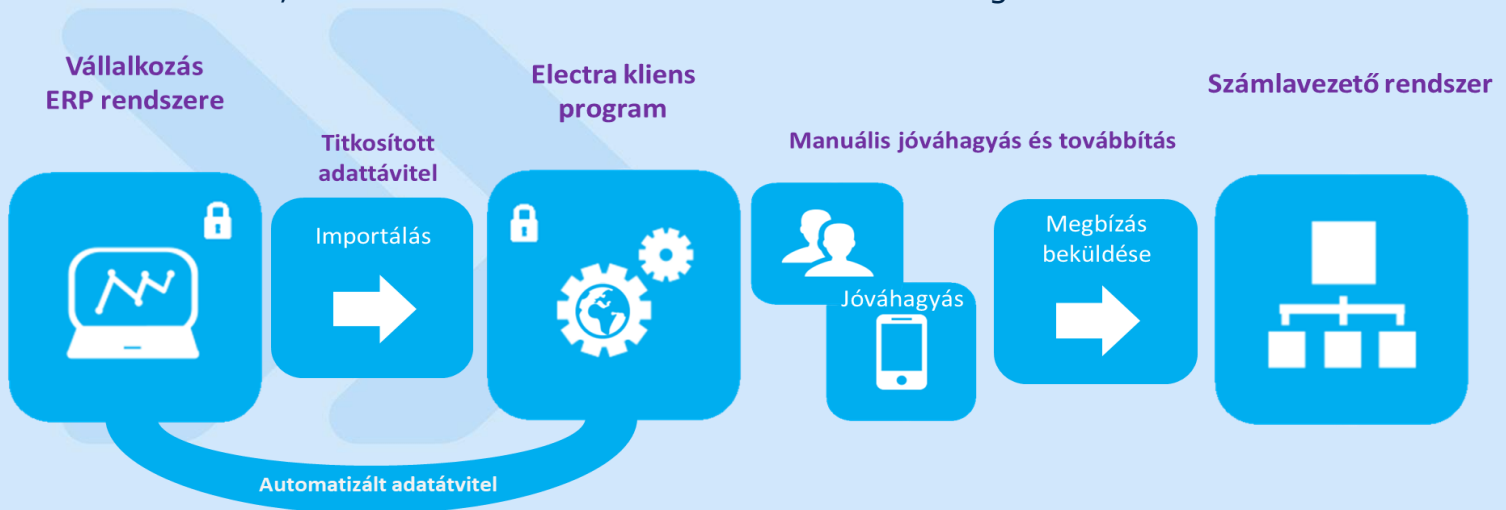 Vállalkozás
ERP rendszere
Titkosított
adattávitel
Importálás
Electra kliens
program
Manuális jóváhagyás és továbbítás
Jóváhagyás
Megbízás
beküldése
Számlavezető rendszer
Automatizált adatátvitel